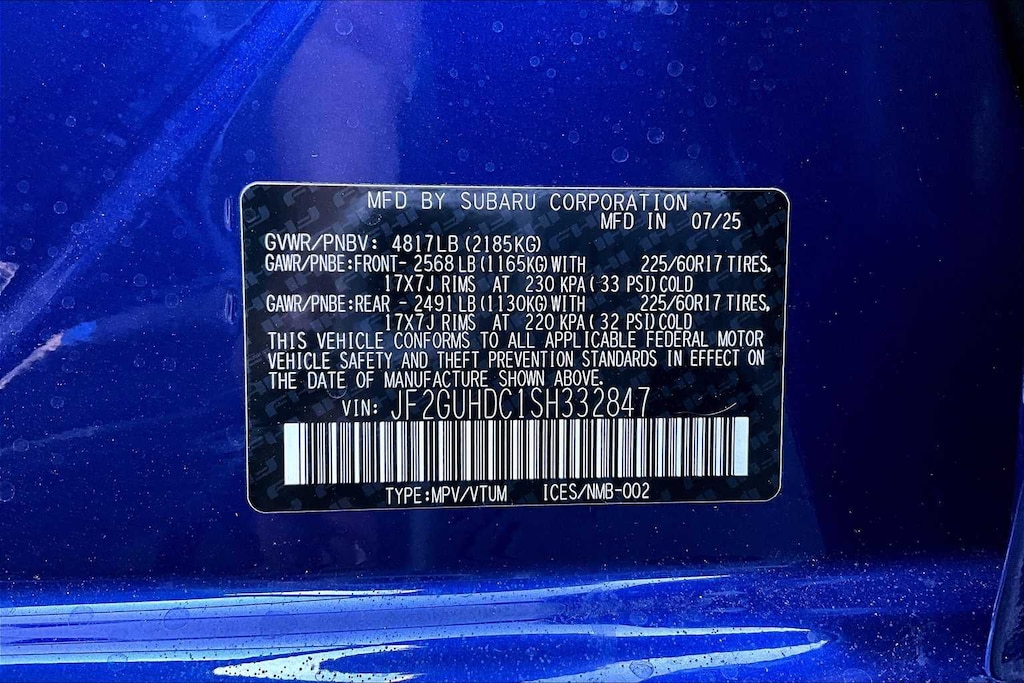 MFD BY SUBARU CORPORATION
MFD IN 07/25
GVWR/PNBV: 4817LB (2185KG)
GAWR/PNBE:FRONT- 2568 LB (1165KG) WITH 225/60R17 TIRES,
17X7J RIMS AT 230 KPA ( 33 PSI) COLD
GAWR/PNBE:REAR - 2491 LB (1130KG) WITH 225/60R17 TIRES,
17X7J RIMS AT 220 KPA ( 32 PSI) COLD
THIS VEHICLE CONFORMS TO ALL APPLICABLE FEDERAL MOTOR
VEHICLE SAFETY AND THEFT PREVENTION STANDARDS IN EFFECT ON
THE DATE OF MANUFACTURE SHOWN ABOVE.
VIN: JF2GUHDC1SH332847
TYPE:MPV/VTUM ICES/NMB-002